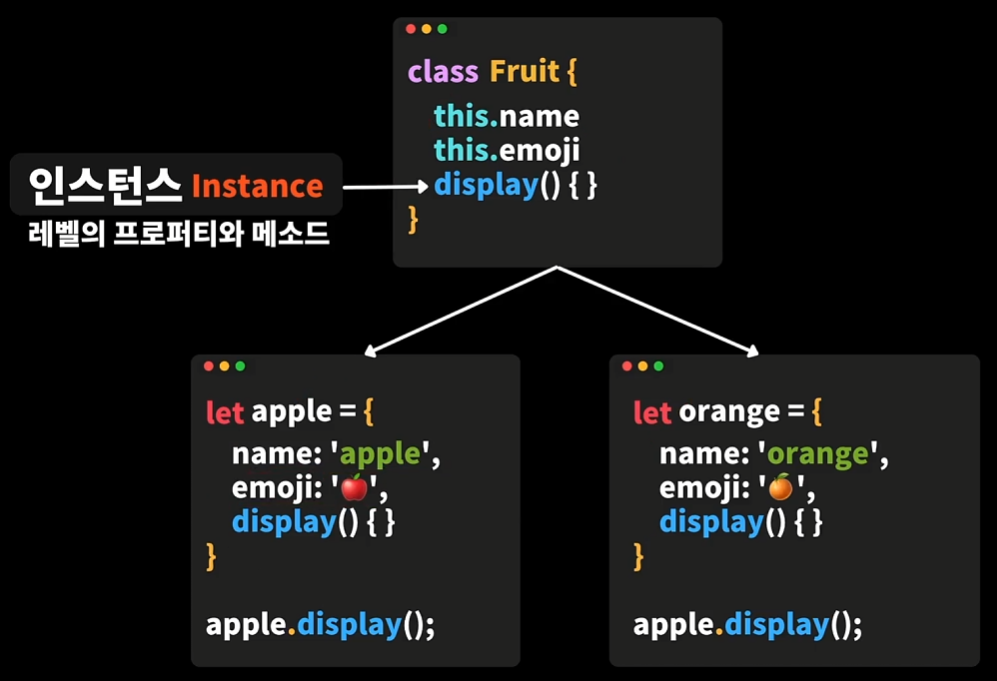 class Fruit {
this.name
this.emoji
display() { }
}
인스턴스 Instance
레벨의 프로퍼티와 메소드
let apple = {
name: 'apple',
emoji: '🍎',
display() { }
}
apple.display();
let orange = {
name: 'orange',
emoji: '🍊',
display() { }
}
apple.display();